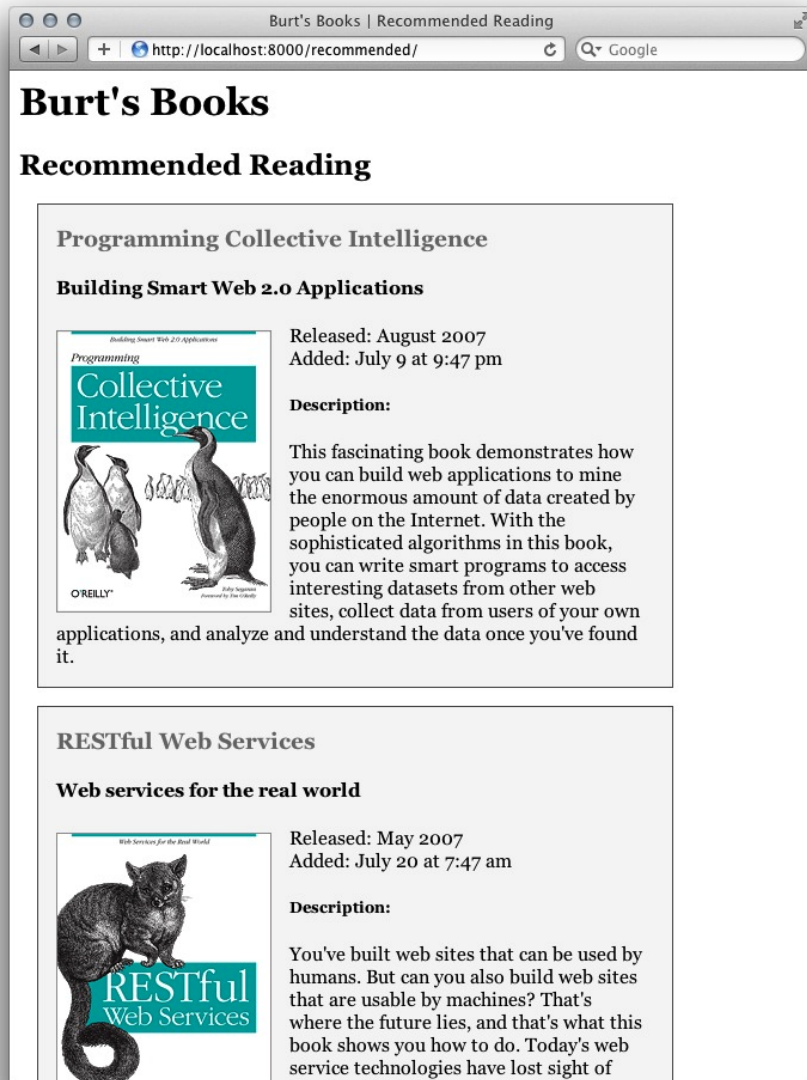 Burt's Books | Recommended Reading
http://localhost:8000/recommended/
Google
Burt's Books
Recommended Reading
Programming Collective Intelligence
Building Smart Web 2.0 Applications
Building Smart Web 2.0 Applications
Programming
Collective
Intelligence
O'REILLY®
Toby Segaran
Foreword by Tim O'Reilly
Released: August 2007
Added: July 9 at 9:47 pm
Description:
This fascinating book demonstrates how
you can build web applications to mine
the enormous amount of data created by
people on the Internet. With the
sophisticated algorithms in this book,
you can write smart programs to access
interesting datasets from other web
sites, collect data from users of your own
applications, and analyze and understand the data once you've found
it.
RESTful Web Services
Web services for the real world
Web Services for the Real World
RESTful
Web Services
Released: May 2007
Added: July 20 at 7:47 am
Description:
You've built web sites that can be used by
humans. But can you also build web sites
that are usable by machines? That's
where the future lies, and that's what this
book shows you how to do. Today's web
service technologies have lost sight of